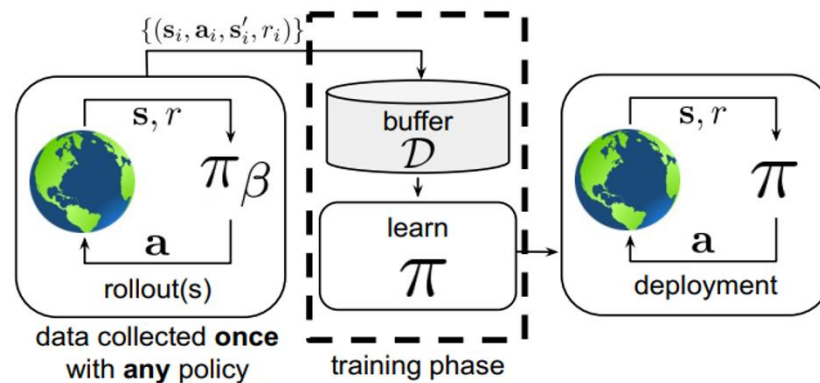 {(s_i, a_i, s'_i, r_i)}
s, r
π_β
a
rollout(s)
data collected once
with any policy
buffer
D
learn
π
training phase
s, r
π
a
deployment